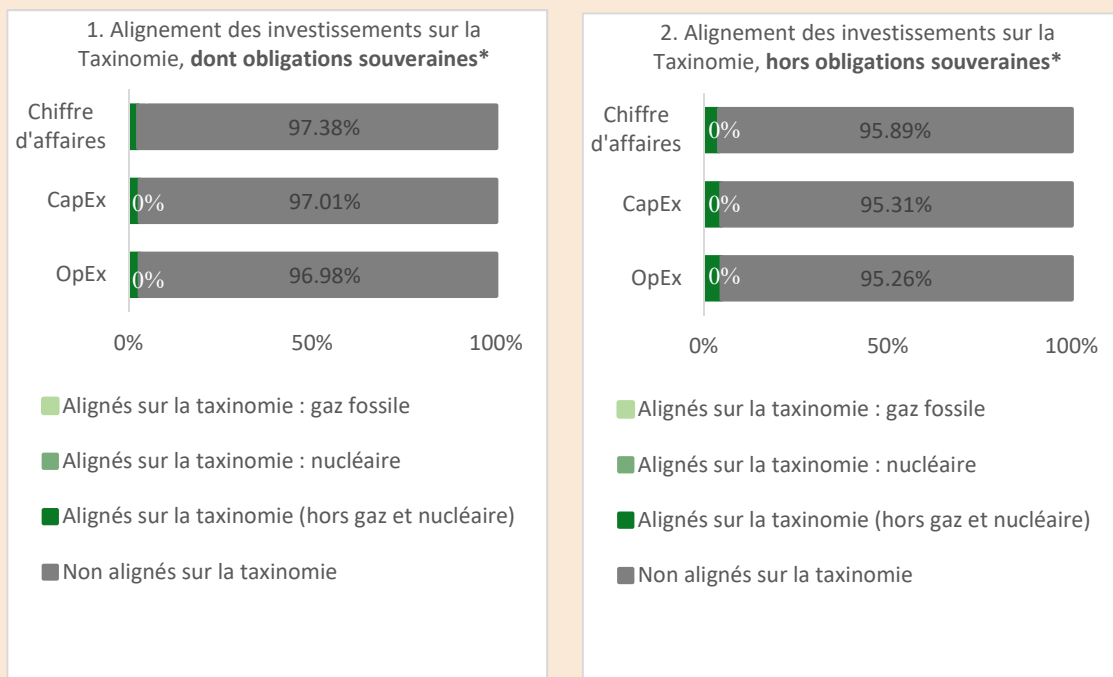 1. Alignement des investissements sur la
Taxinomie, dont obligations souveraines*
Chiffre
d'affaires
97.38%
CapEx
0%
97.01%
OpEx
0%
96.98%
0%
50%
100%
Alignés sur la taxinomie : gaz fossile
Alignés sur la taxinomie : nucléaire
Alignés sur la taxinomie (hors gaz et nucléaire)
Non alignés sur la taxinomie
2. Alignement des investissements sur la
Taxinomie, hors obligations souveraines*
Chiffre
d'affaires
0%
95.89%
CapEx
0%
95.31%
OpEx
0%
95.26%
0%
50%
100%
Alignés sur la taxinomie : gaz fossile
Alignés sur la taxinomie : nucléaire
Alignés sur la taxinomie (hors gaz et nucléaire)
Non alignés sur la taxinomie